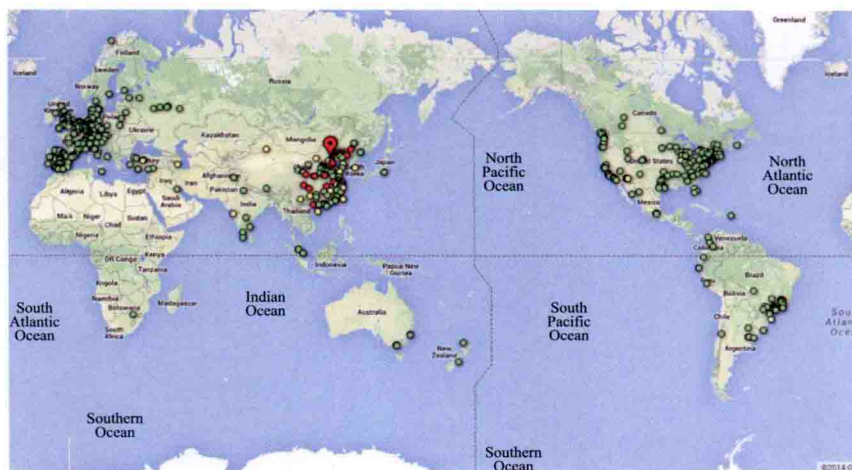 Greenland
Iceland
Finland
Sweden
Norway
Russia
Iceland
Canada
United
Ukraine
Kazakhstan
Mongolia
Japan
Korea
Afghanistan
Pakistan
Iraq
Iran
Algeria
Libya
Egypt
Saudi
Arabia
India
Thailand
United States
Mexico
North
Pacific
Ocean
North
Atlantic
Ocean
Mali
Niger
Chad
Sudan
Nigeria
Ethiopia
DR Congo
Kenya
Tanzania
Indonesia
Papua New
Guinea
Venezuela
Brazil
Bolivia
Angola
Namibia
Botswana
Madagascar
South
Africa
Australia
New
Zealand
Chile
Argentina
South
Atlantic
Ocean
Indian
Ocean
South
Pacific
Ocean
Southern
Ocean
Southern
Ocean